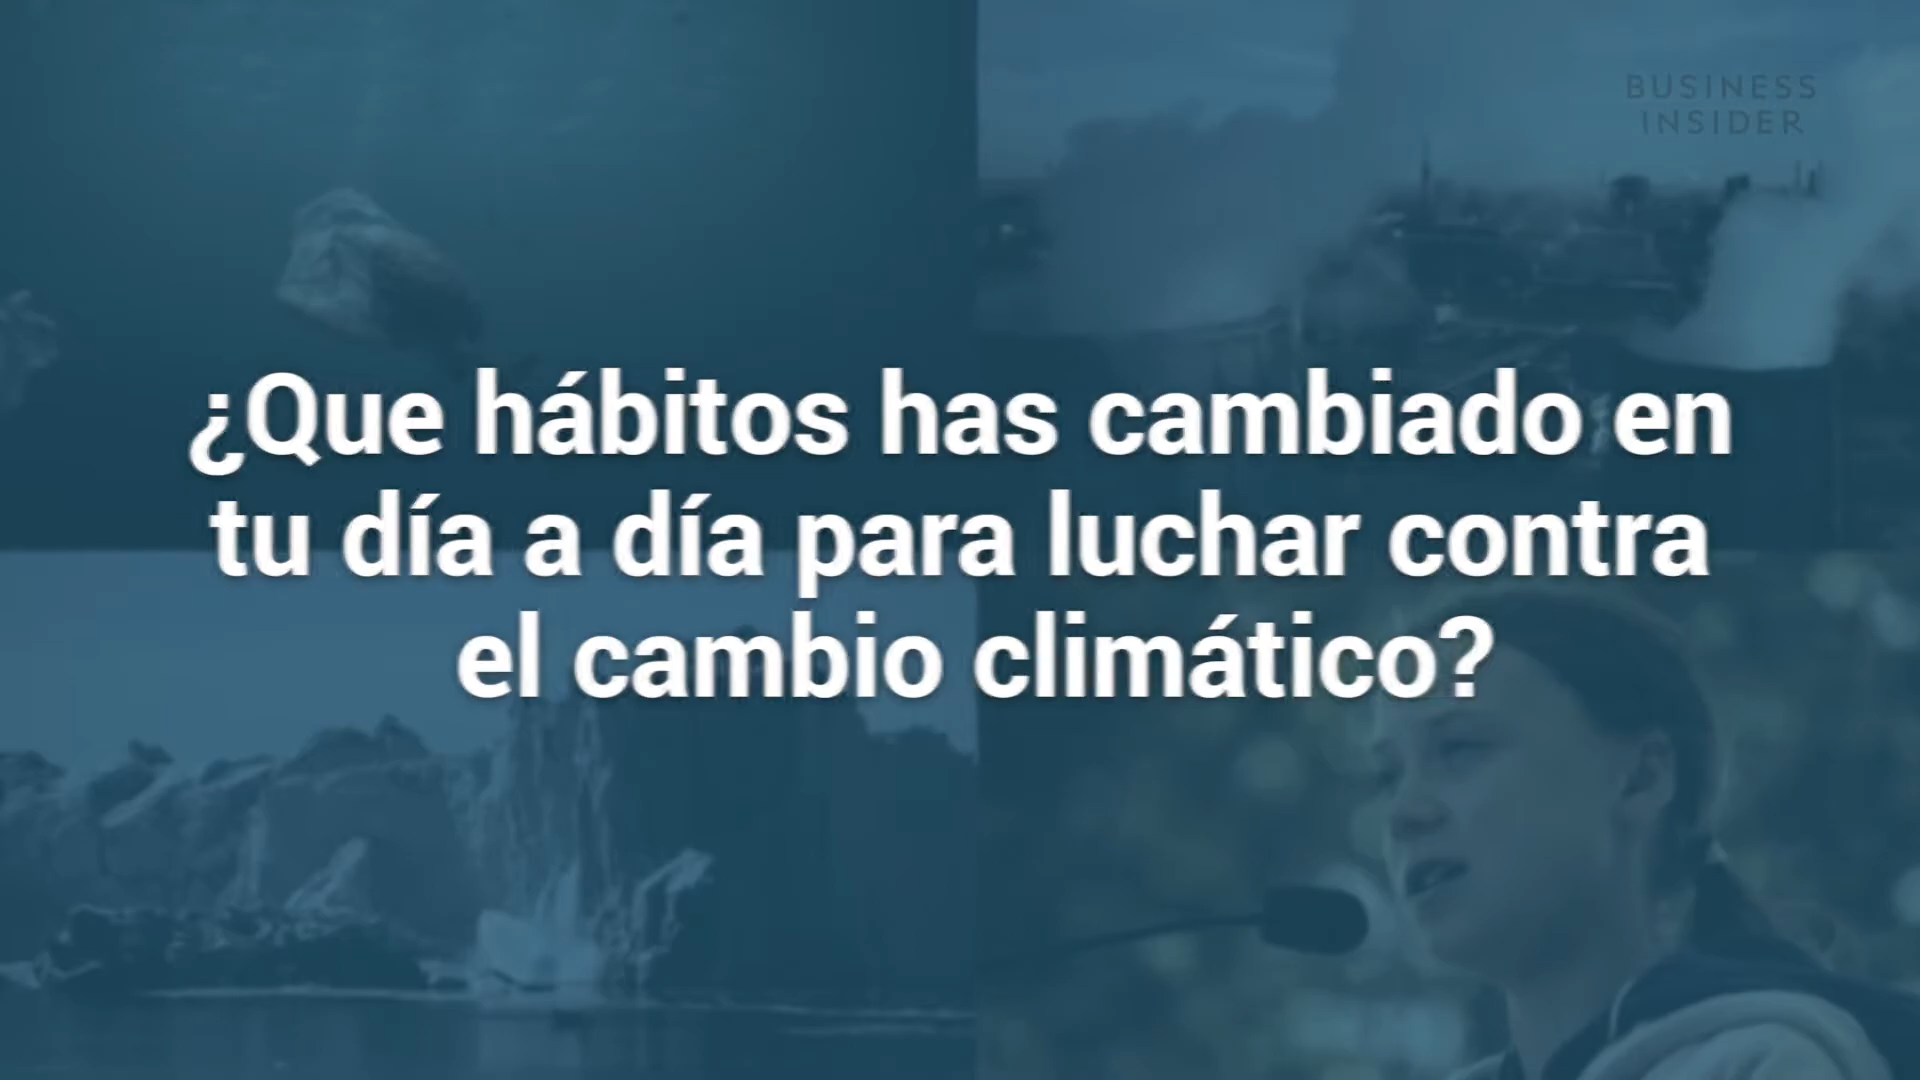 BUSINESS
INSIDER
¿Que hábitos has cambiado en
tu día a día para luchar contra
el cambio climático?